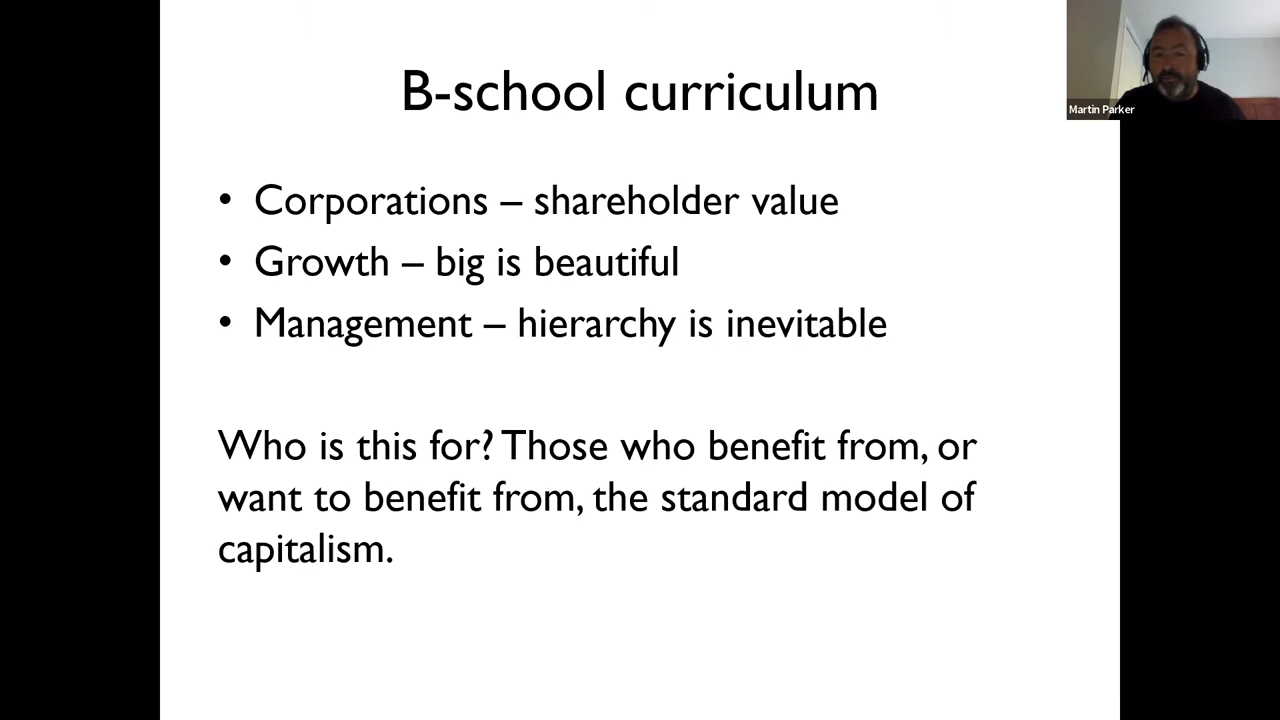 B-school curriculum
Martin Parker
• Corporations – shareholder value
• Growth – big is beautiful
• Management – hierarchy is inevitable
Who is this for? Those who benefit from, or
want to benefit from, the standard model of
capitalism.